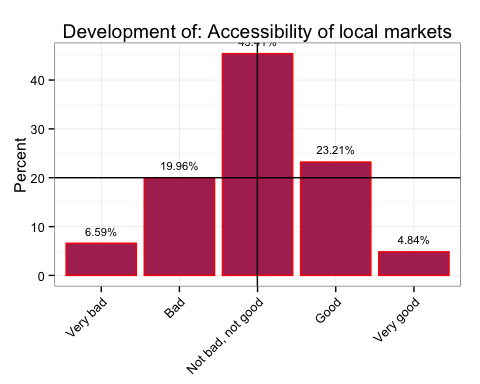 Development of: Accessibility of local markets
Percent
40
30
20
10
0
6.59%
19.96%
23.21%
4.84%
Very bad
Bad
Not bad, not good
Good
Very good